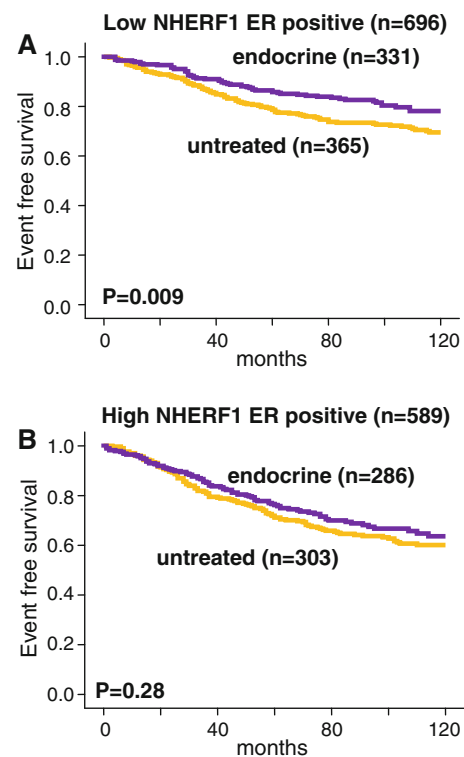 A
Low NHERF1 ER positive (n=696)
endocrine (n=331)
untreated (n=365)
Event free survival
1.0
0.8
0.6
0.4
0.2
0.0
P=0.009
0
40
80
120
months
B
High NHERF1 ER positive (n=589)
endocrine (n=286)
untreated (n=303)
Event free survival
1.0
0.8
0.6
0.4
0.2
0.0
P=0.28
0
40
80
120
months